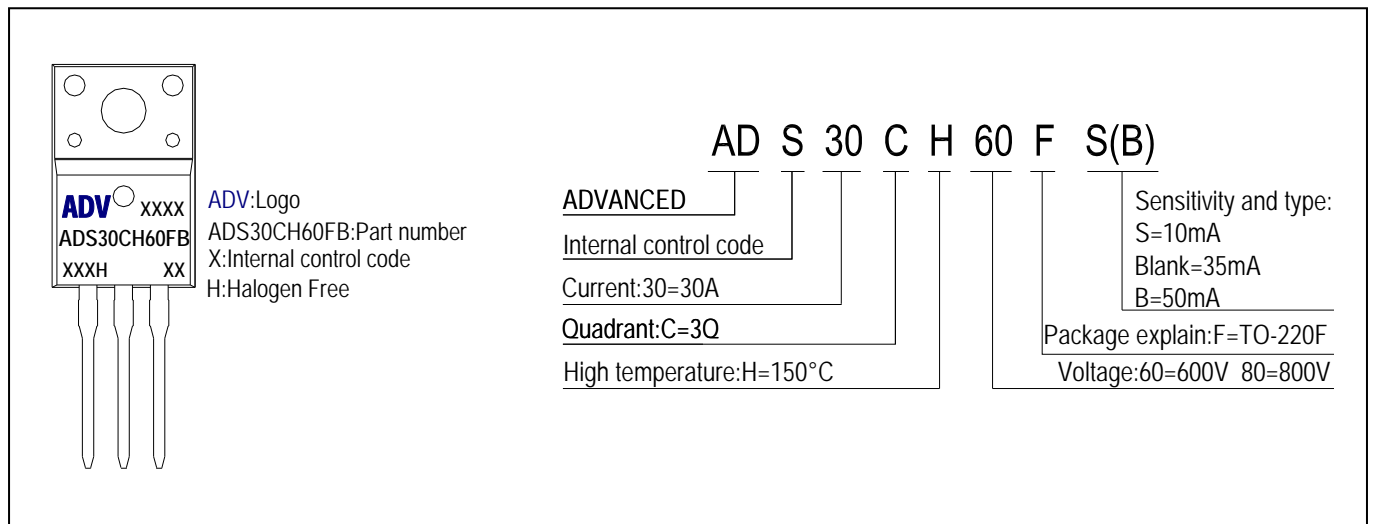 ADV XXXX
ADS30CH60FB
XXXH XX
ADV:Logo
ADS30CH60FB:Part number
X:Internal control code
H:Halogen Free
AD S 30 C H 60 F S(B)
ADVANCED
Internal control code
Current:30=30A
Quadrant:C=3Q
High temperature:H=150°C
Sensitivity and type:
S=10mA
Blank=35mA
B=50mA
Package explain:F=TO-220F
Voltage:60=600V 80=800V